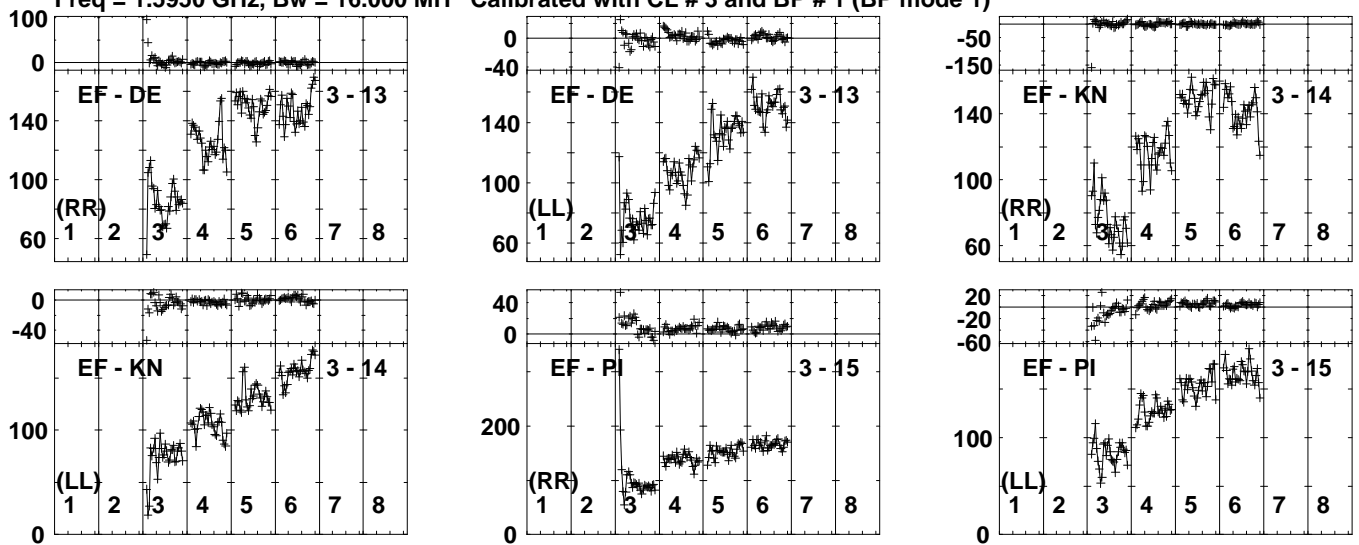 Freq = 1.5950 GHz, Bw = 16.000 MH Calibrated with CL # 3 and BP # 1 (BP mode 1)
100
0
EF - DE 3 - 13
140
100
(RR)
60
1 2 3 4 5 6 7 8
0
-40
EF - DE 3 - 13
140
100
(LL)
60
1 2 3 4 5 6 7 8
-50
-150
EF - KN 3 - 14
140
100
(RR)
60
1 2 3 4 5 6 7 8
0
-40
EF - KN 3 - 14
100
(LL)
1 2 3 4 5 6 7 8
0
40
0
EF - PI 3 - 15
200
(RR)
1 2 3 4 5 6 7 8
0
20
-20
-60
EF - PI 3 - 15
100
(LL)
1 2 3 4 5 6 7 8
0